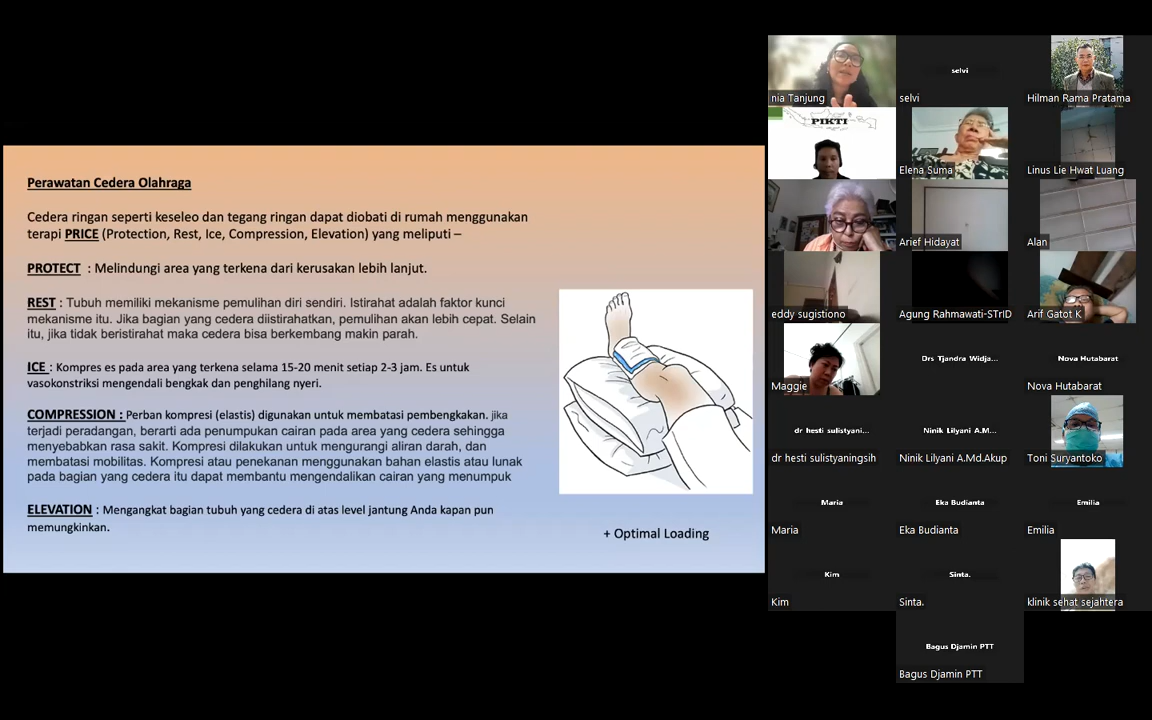 Perawatan Cedera Olahraga
Cedera ringan seperti keseleo dan tegang ringan dapat diobati di rumah menggunakan
terapi PRICE (Protection, Rest, Ice, Compression, Elevation) yang meliputi –
PROTECT : Melindungi area yang terkena dari kerusakan lebih lanjut.
REST : Tubuh memiliki mekanisme pemulihan diri sendiri. Istirahat adalah faktor kunci
mekanisme itu. Jika bagian yang cedera diistirahatkan, pemulihan akan lebih cepat. Selain
itu, jika tidak beristirahat maka cedera bisa berkembang makin parah.
ICE : Kompres es pada area yang terkena selama 15-20 menit setiap 2-3 jam. Es untuk
vasokonstriksi mengendali bengkak dan penghilang nyeri.
COMPRESSION : Perban kompresi (elastis) digunakan untuk membatasi pembengkakan. jika
terjadi peradangan, berarti ada penumpukan cairan pada area yang cedera sehingga
menyebabkan rasa sakit. Kompresi dilakukan untuk mengurangi aliran darah, dan
membatasi mobilitas. Kompresi atau penekanan menggunakan bahan elastis atau lunak
pada bagian yang cedera itu dapat membantu mengendalikan cairan yang menumpuk
ELEVATION : Mengangkat bagian tubuh yang cedera di atas level jantung Anda kapan pun
memungkinkan.
+ Optimal Loading
nia Tanjung
selvi
selvi
Hilman Rama Pratama
PIKTI
Elena Suma
Linus Lie Hwat Luang
Arief Hidayat
Alan
eddy sugistiono
Agung Rahmawati-STrID
Arif Gatot K
Maggie
Drs Tjandra Widja...
Nova Hutabarat
Nova Hutabarat
dr hesti sulistyani...
dr hesti sulistyaningsih
Ninik Lilyani A.M...
Ninik Lilyani A.Md.Akup
Toni Suryantoko
Maria
Maria
Eka Budianta
Eka Budianta
Emilia
Emilia
Kim
Kim
Sinta.
Sinta.
klinik sehat sejahtera
Bagus Djamin PTT
Bagus Djamin PTT